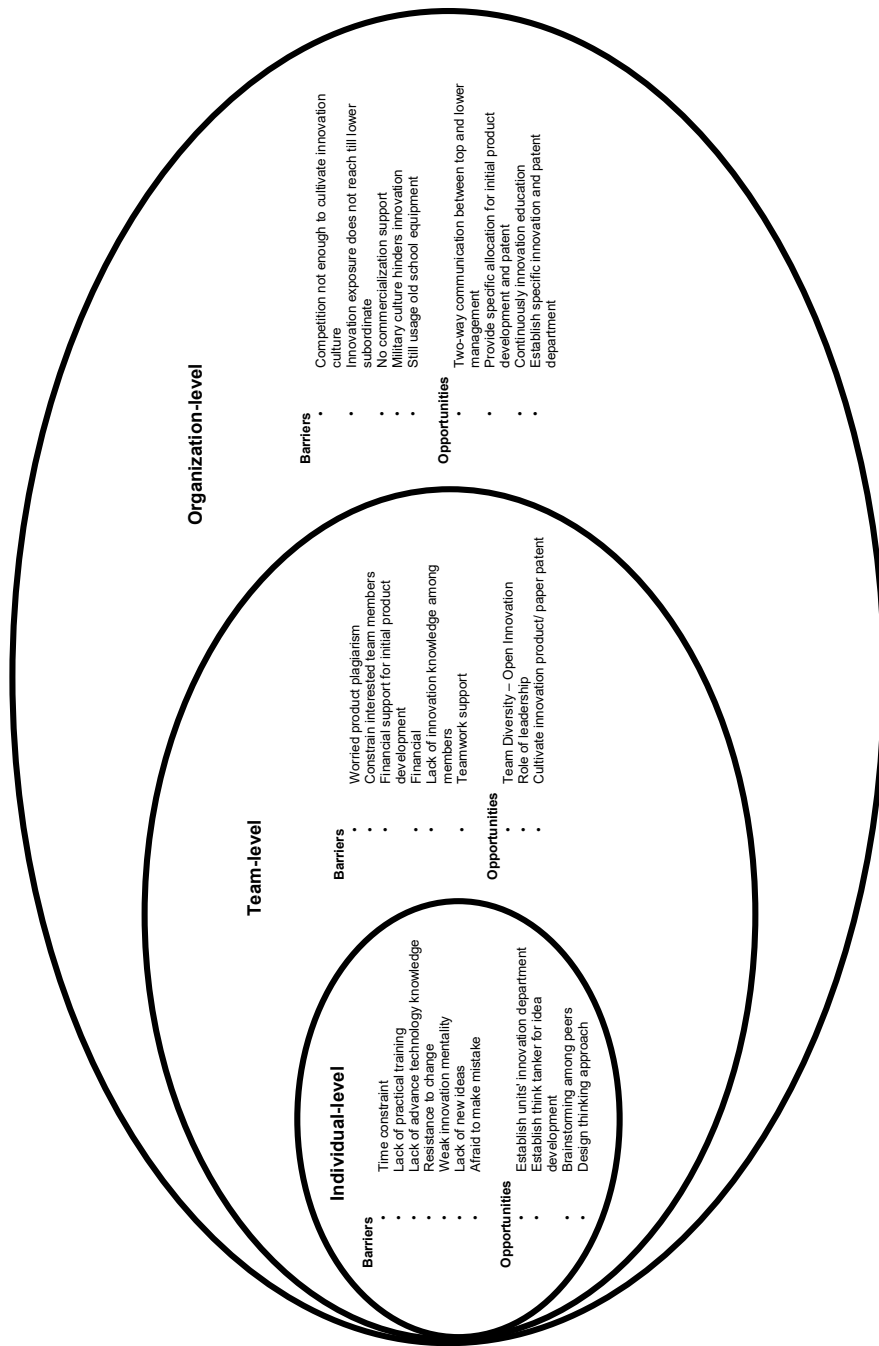 Individual-level
Barriers
• Time constraint
• Lack of practical training
• Lack of advance technology knowledge
• Resistance to change
• Weak innovation mentality
• Lack of new ideas
• Afraid to make mistake
Opportunities
• Establish units' innovation department
• Establish think tanker for idea
development
• Brainstorming among peers
• Design thinking approach
Team-level
Barriers
• Worried product plagiarism
• Constrain interested team members
• Financial support for initial product
development
• Financial
• Lack of innovation knowledge among
members
• Teamwork support
Opportunities
• Team Diversity – Open Innovation
• Role of leadership
• Cultivate innovation product/ paper patent
Organization-level
Barriers
• Competition not enough to cultivate innovation
culture
• Innovation exposure does not reach till lower
subordinate
• No commercialization support
• Military culture hinders innovation
• Still usage old school equipment
Opportunities
• Two-way communication between top and lower
management
• Provide specific allocation for initial product
development and patent
• Continuously innovation education
• Establish specific innovation and patent
department